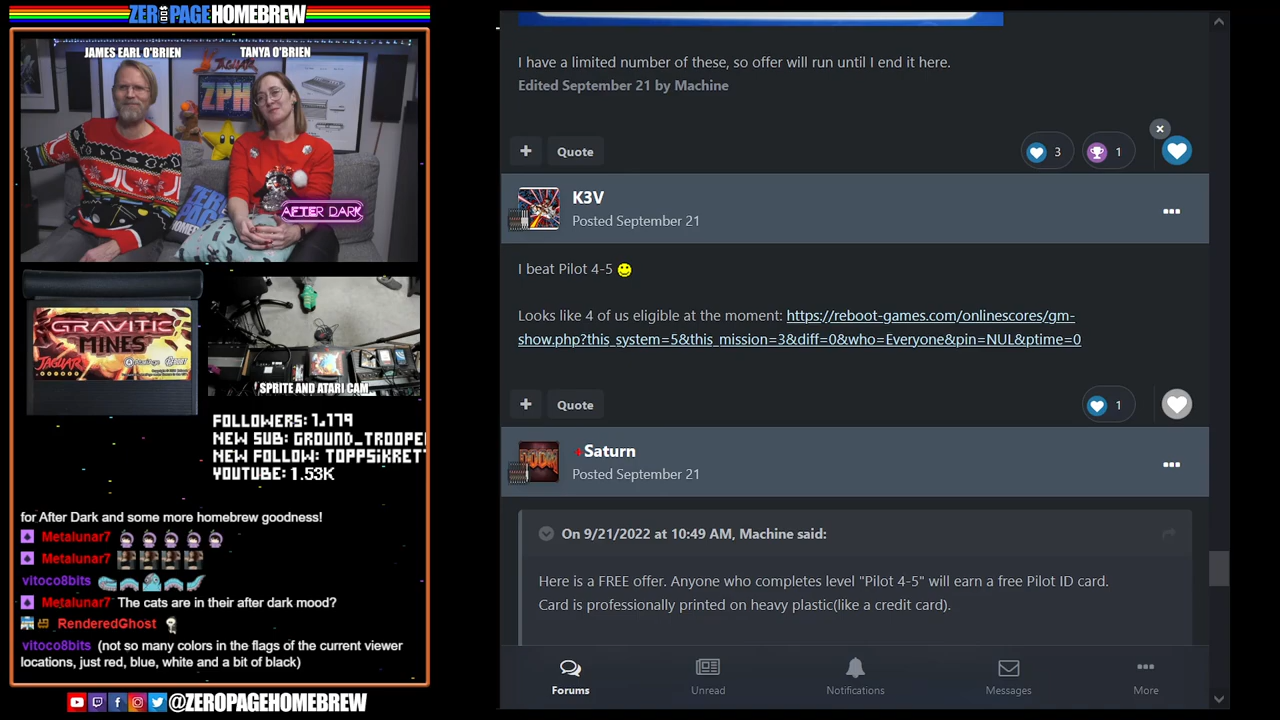 ZEROPAGE HOMEBREW
JAMES EARL O'BRIEN
TANYA O'BRIEN
ZPH
AFTER DARK
GRAVITIC
MINES
JAGUAR
SPRITE AND ATARI CAM
FOLLOWERS: 1,179
NEW SUB: GROUND_TROOPER
NEW FOLLOW: TOPPSIKRETT
YOUTUBE: 1.53K
for After Dark and some more homebrew goodness!
Metalunar7
Metalunar7
vitoco8bits
Metalunar7 The cats are in their after dark mood?
RenderedGhost
vitoco8bits (not so many colors in the flags of the current viewer
locations, just red, blue, white and a bit of black)
@ZEROPAGEHOMEBREW
I have a limited number of these, so offer will run until I end it here.
Edited September 21 by Machine
+ Quote 3 1
K3V
Posted September 21
I beat Pilot 4-5
Looks like 4 of us eligible at the moment: https://reboot-games.com/onlinescores/gm-
show.php?this_system=5&this_mission=3&diff=0&who=Everyone&pin=NUL&ptime=0
+ Quote 1
+Saturn
Posted September 21
On 9/21/2022 at 10:49 AM, Machine said:
Here is a FREE offer. Anyone who completes level "Pilot 4-5" will earn a free Pilot ID card.
Card is professionally printed on heavy plastic(like a credit card).
Forums Unread Notifications Messages More